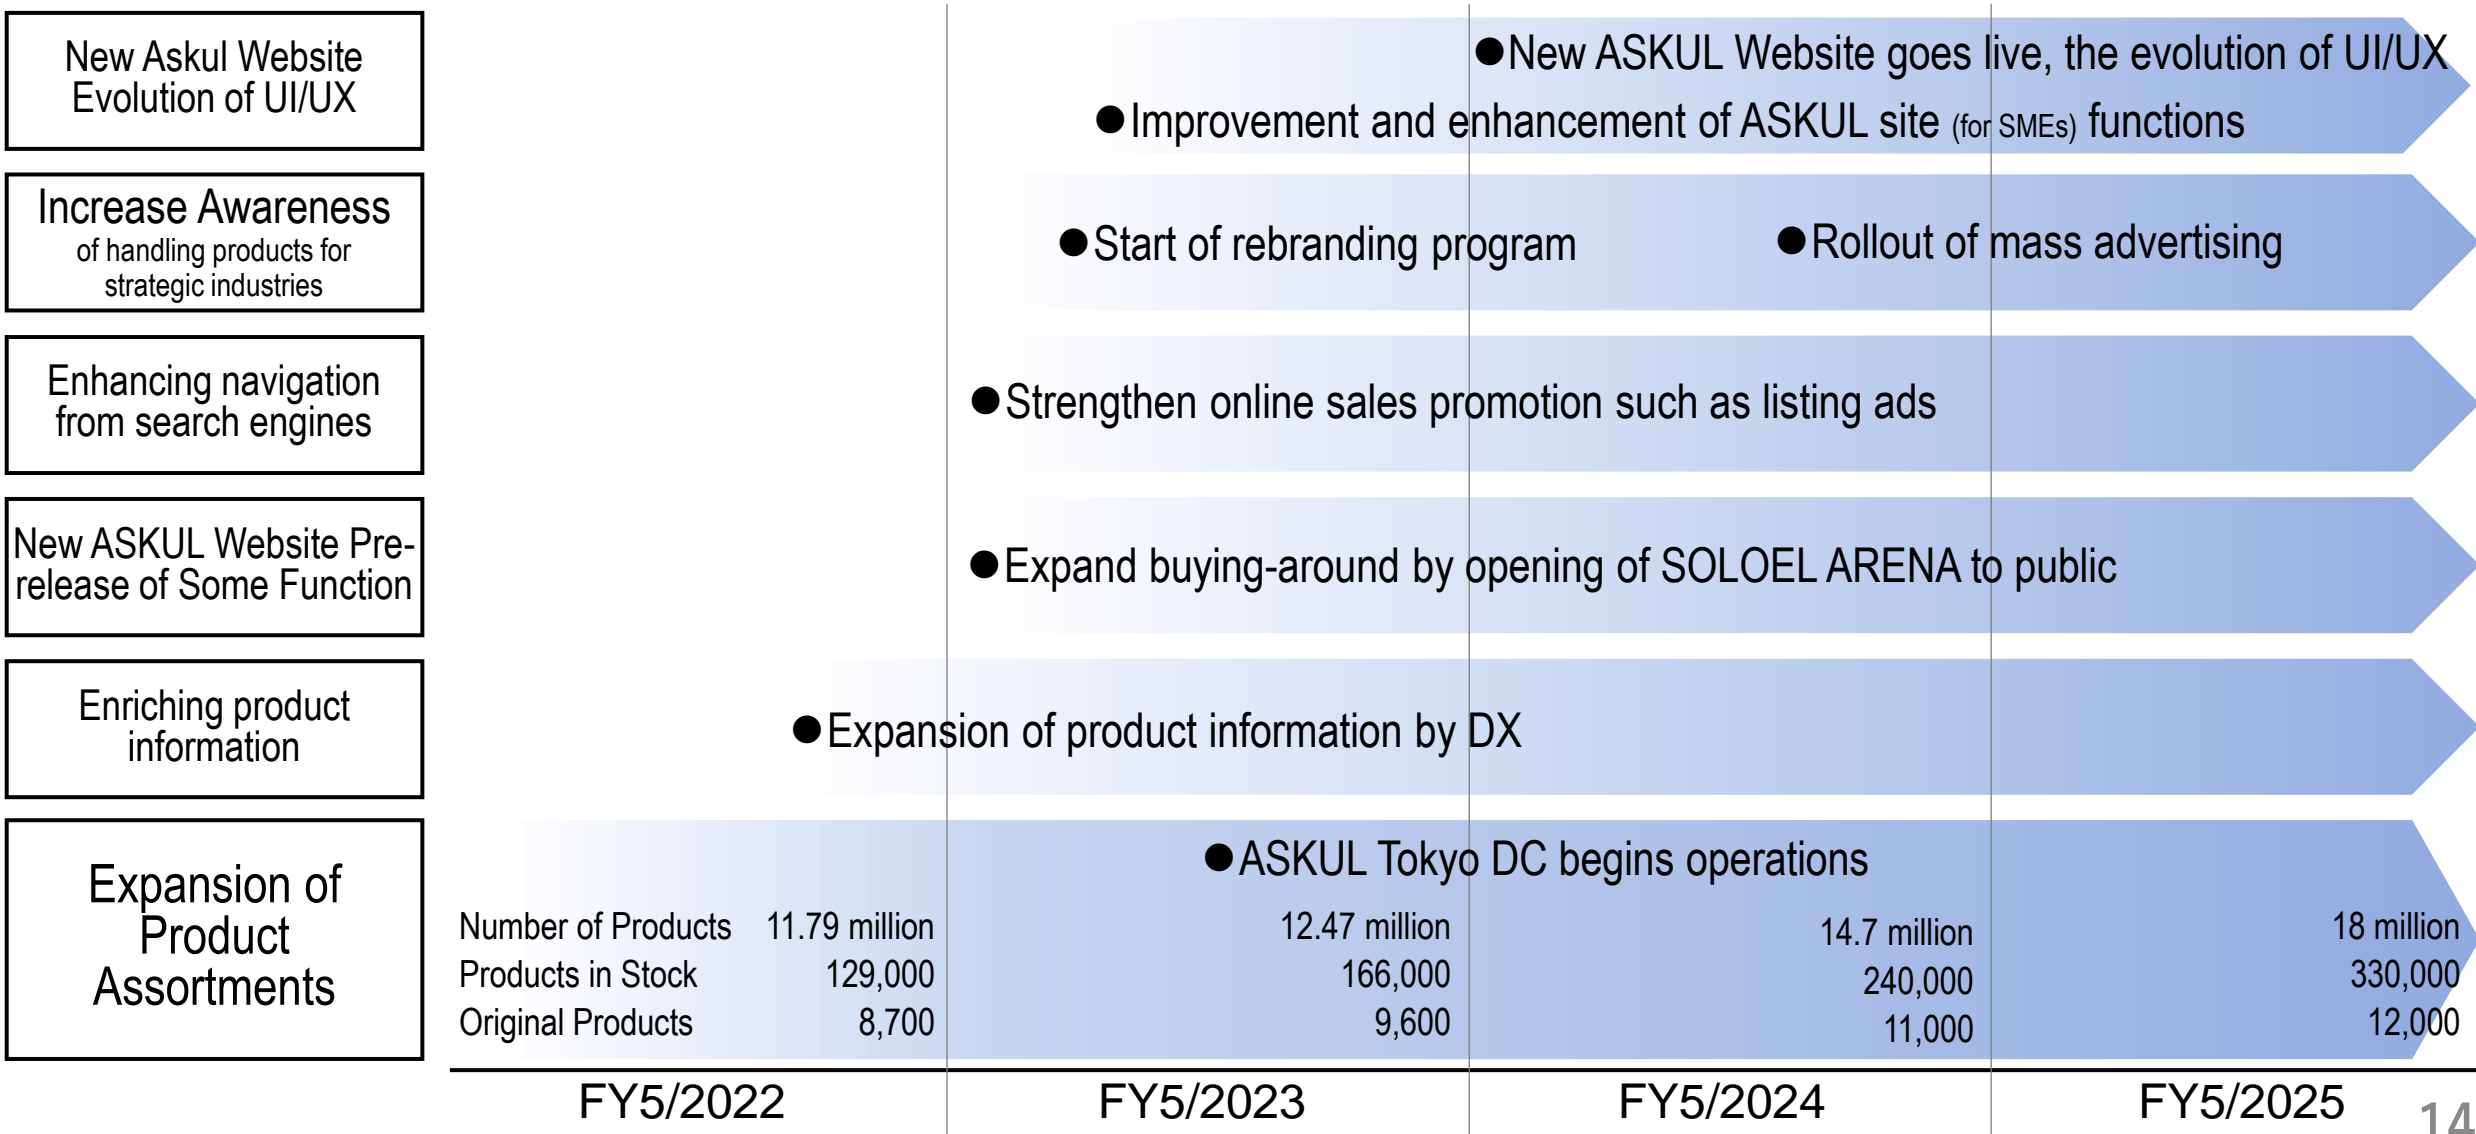 New Askul Website
Evolution of UI/UX
●New ASKUL Website goes live, the evolution of UI/UX
●Improvement and enhancement of ASKUL site (for SMEs) functions
Increase Awareness
of handling products for
strategic industries
●Start of rebranding program
●Rollout of mass advertising
Enhancing navigation
from search engines
●Strengthen online sales promotion such as listing ads
New ASKUL Website Pre-
release of Some Function
●Expand buying-around by opening of SOLOEL ARENA to public
Enriching product
information
●Expansion of product information by DX
Expansion of
Product
Assortments
●ASKUL Tokyo DC begins operations
Number of Products 11.79 million 12.47 million 14.7 million 18 million
Products in Stock 129,000 166,000 240,000 330,000
Original Products 8,700 9,600 11,000 12,000
FY5/2022 FY5/2023 FY5/2024 FY5/2025
14